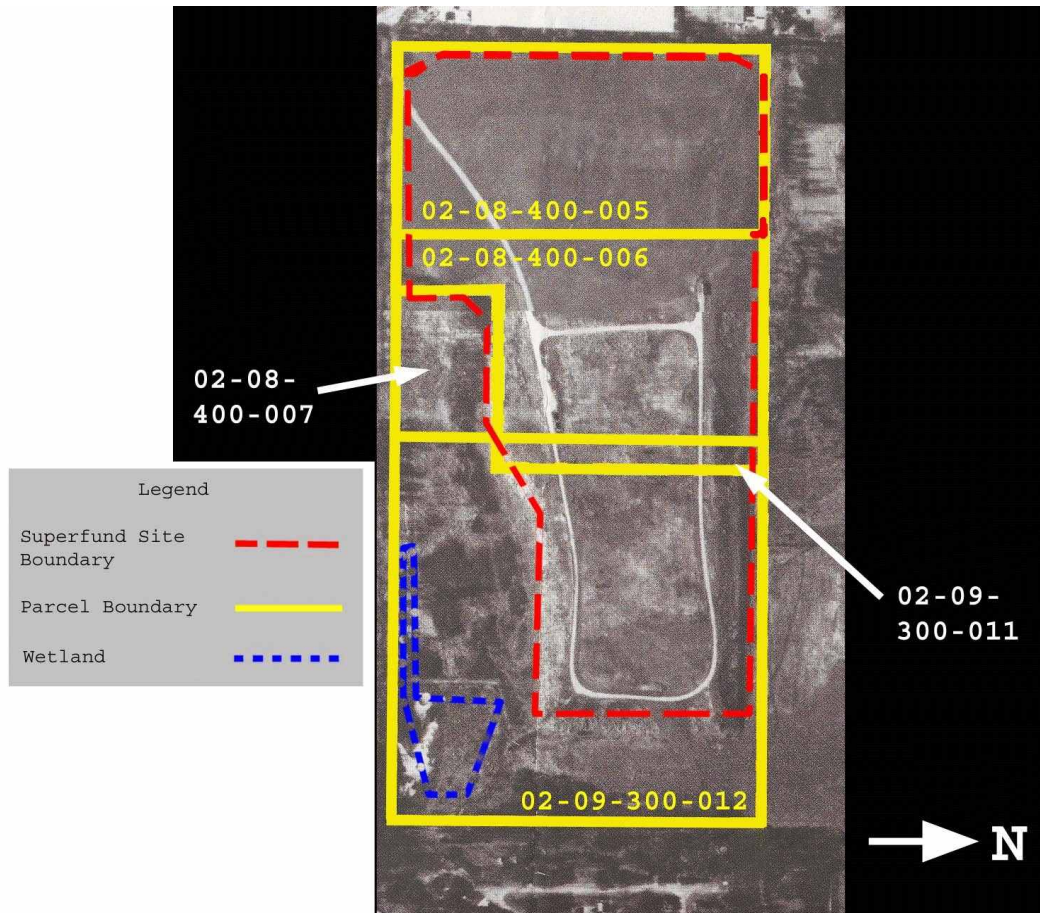 02-08-400-005
02-08-400-006
02-08-
400-007
Legend
Superfund Site
Boundary
Parcel Boundary
Wetland
02-09-
300-011
02-09-300-012
N